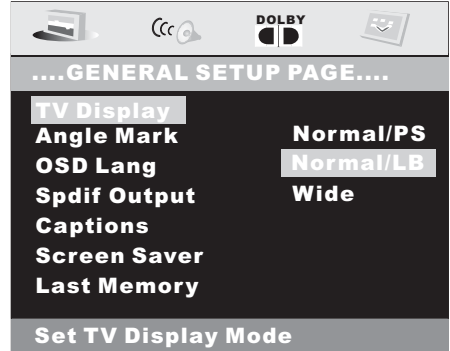 DOLBY
....GENERAL SETUP PAGE....
TV Display
Angle Mark
Normal/PS
OSD Lang
Normal/LB
Spdif Output
Wide
Captions
Screen Saver
Last Memory
Set TV Display Mode